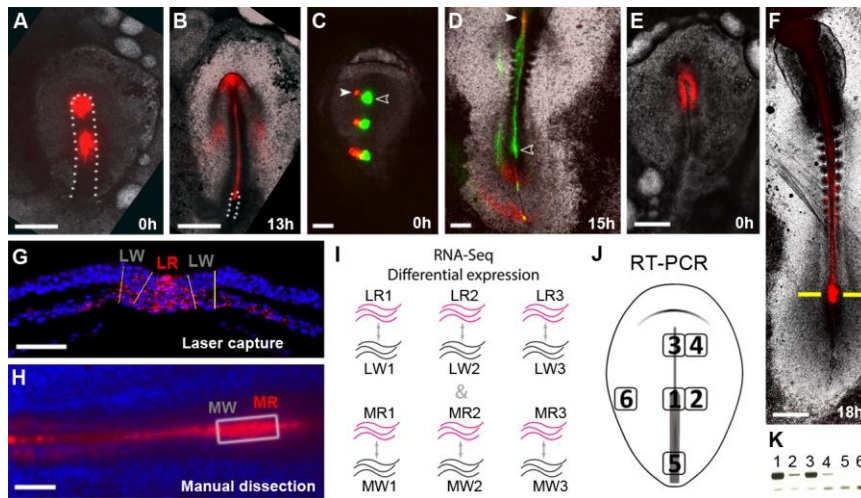 A
0h
B
13h
C
0h
D
15h
E
0h
F
18h
G
LW LR LW
Laser capture
H
MW MR
Manual dissection
I
RNA-Seq
Differential expression
LR1 LR2 LR3
LW1 LW2 LW3
&
MR1 MR2 MR3
MW1 MW2 MW3
J
RT-PCR
3 4
6 1 2
5
K
1 2 3 4 5 6